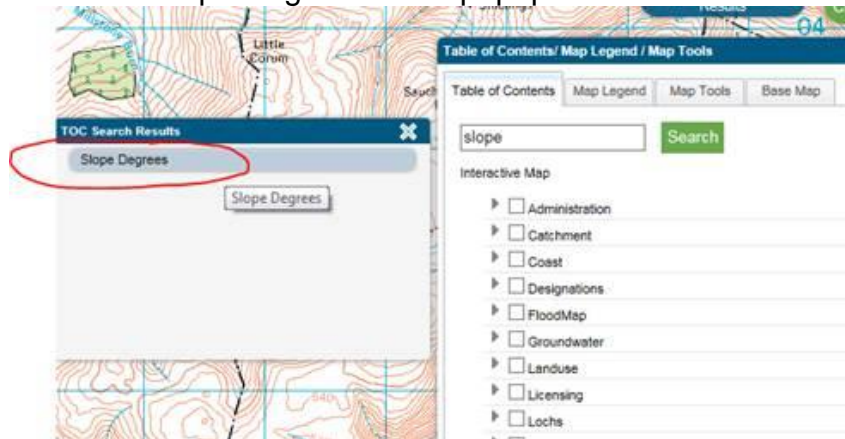 Results
04
Little
Corum
Table of Contents/ Map Legend / Map Tools
Table of Contents
Map Legend
Map Tools
Base Map
TOC Search Results
slope
Search
Slope Degrees
Interactive Map
Slope Degrees
Administration
Catchment
Coast
Designations
FloodMap
Groundwater
Landuse
Licensing
Lochs